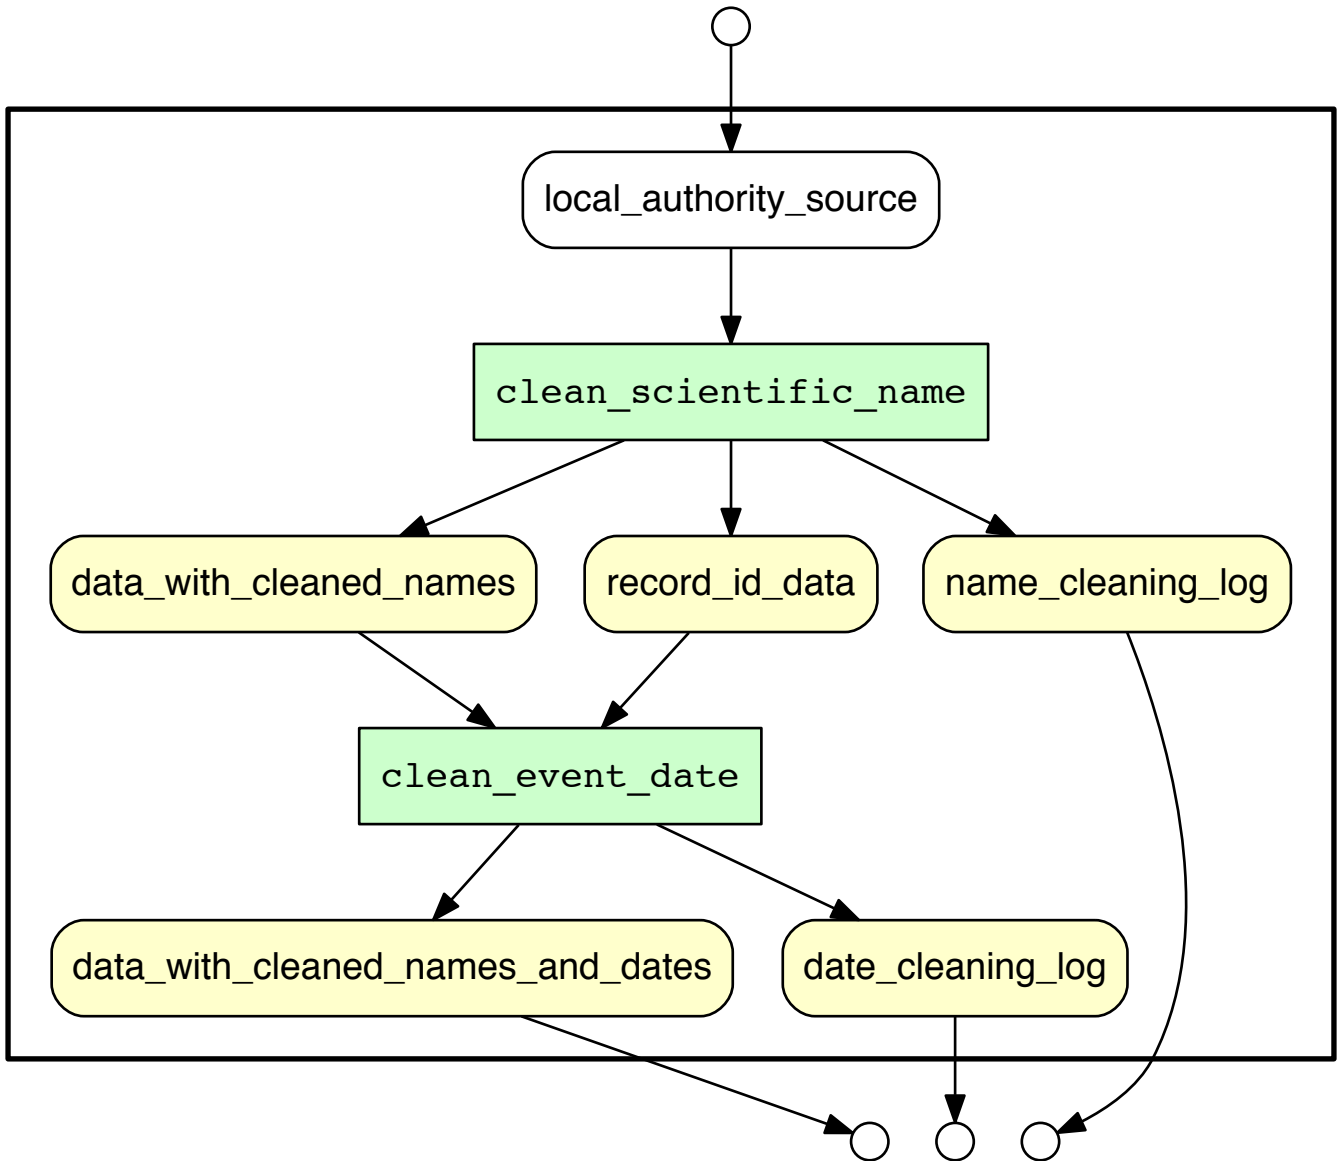 local_authority_source
clean_scientific_name
data_with_cleaned_names
record_id_data
name_cleaning_log
clean_event_date
data_with_cleaned_names_and_dates
date_cleaning_log